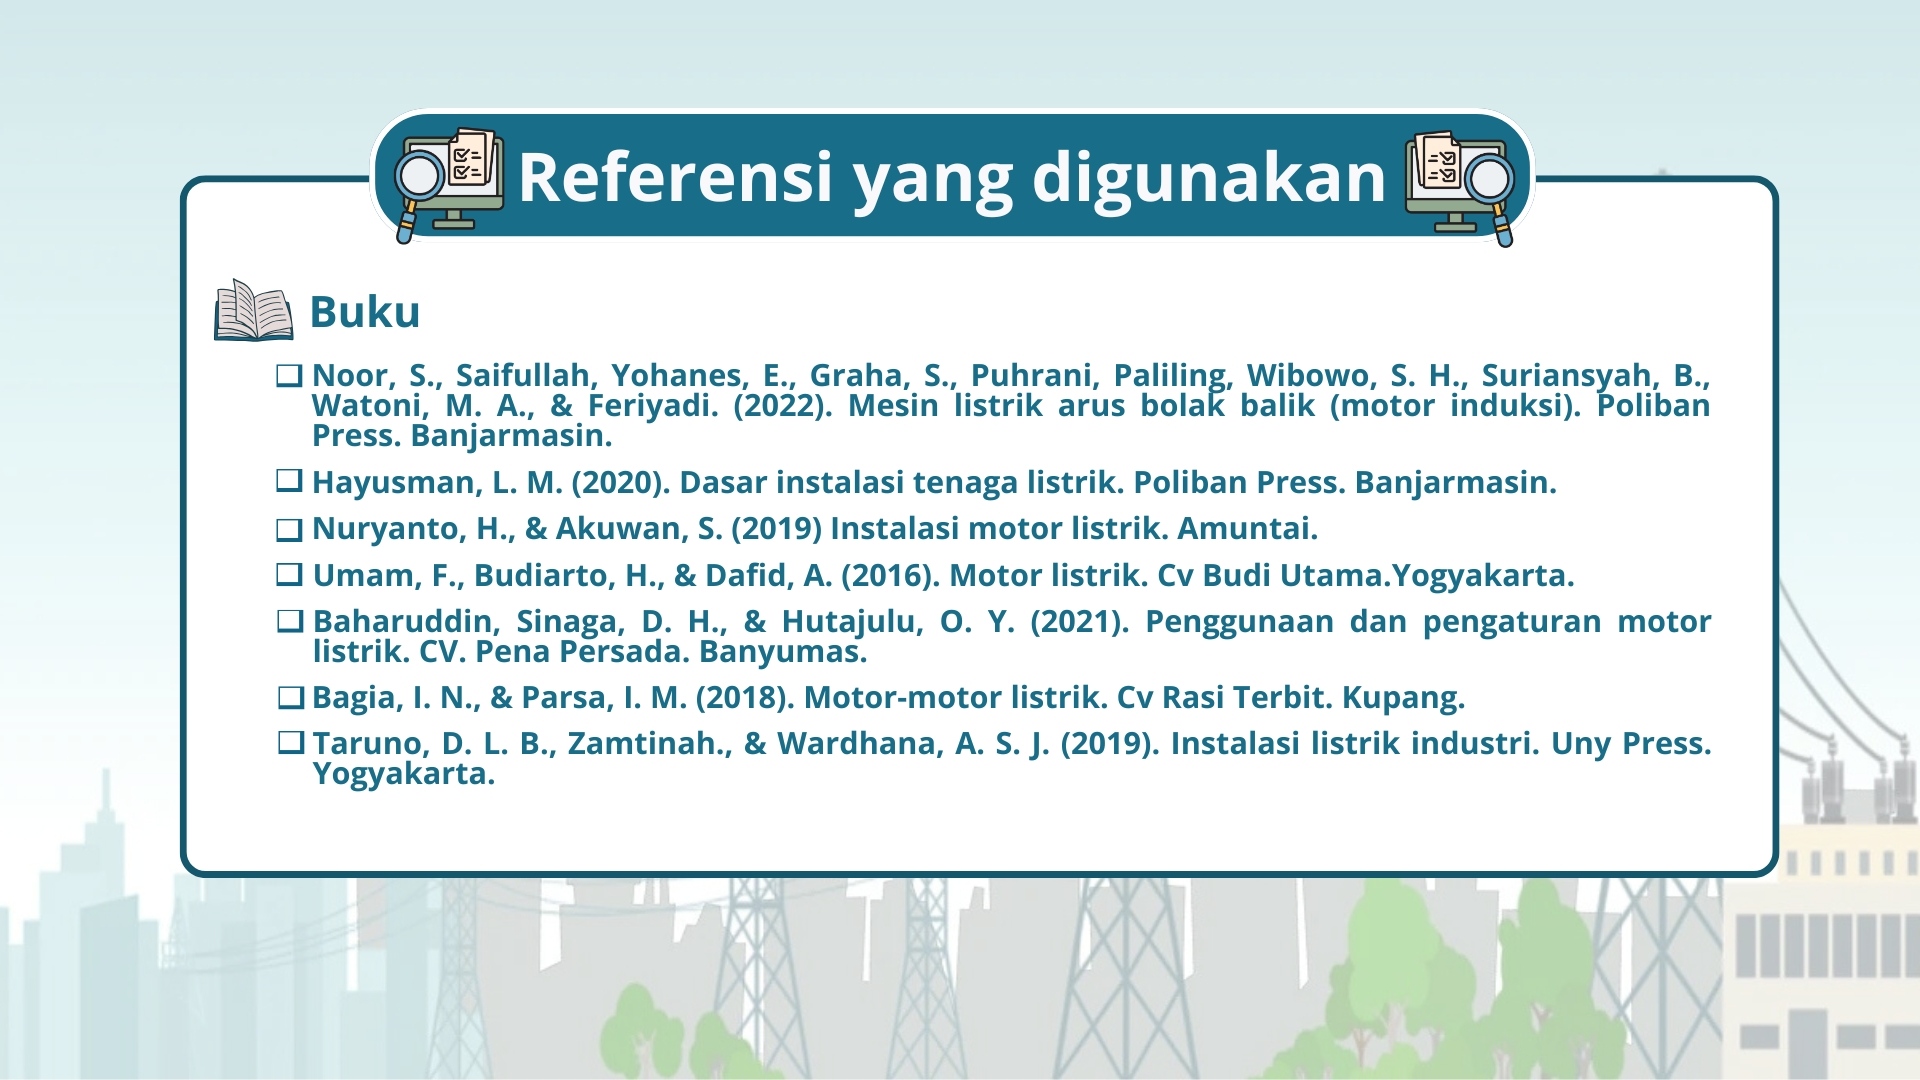 Referensi yang digunakan
Buku
❑ Noor, S., Saifullah, Yohanes, E., Graha, S., Puhrani, Paliling, Wibowo, S. H., Suriansyah, B.,
Watoni, M. A., & Feriyadi. (2022). Mesin listrik arus bolak balik (motor induksi). Poliban
Press. Banjarmasin.
❑ Hayusman, L. M. (2020). Dasar instalasi tenaga listrik. Poliban Press. Banjarmasin.
❑ Nuryanto, H., & Akuwan, S. (2019) Instalasi motor listrik. Amuntai.
❑ Umam, F., Budiarto, H., & Dafid, A. (2016). Motor listrik. Cv Budi Utama.Yogyakarta.
❑ Baharuddin, Sinaga, D. H., & Hutajulu, O. Y. (2021). Penggunaan dan pengaturan motor
listrik. CV. Pena Persada. Banyumas.
❑ Bagia, I. N., & Parsa, I. M. (2018). Motor-motor listrik. Cv Rasi Terbit. Kupang.
❑ Taruno, D. L. B., Zamtinah., & Wardhana, A. S. J. (2019). Instalasi listrik industri. Uny Press.
Yogyakarta.